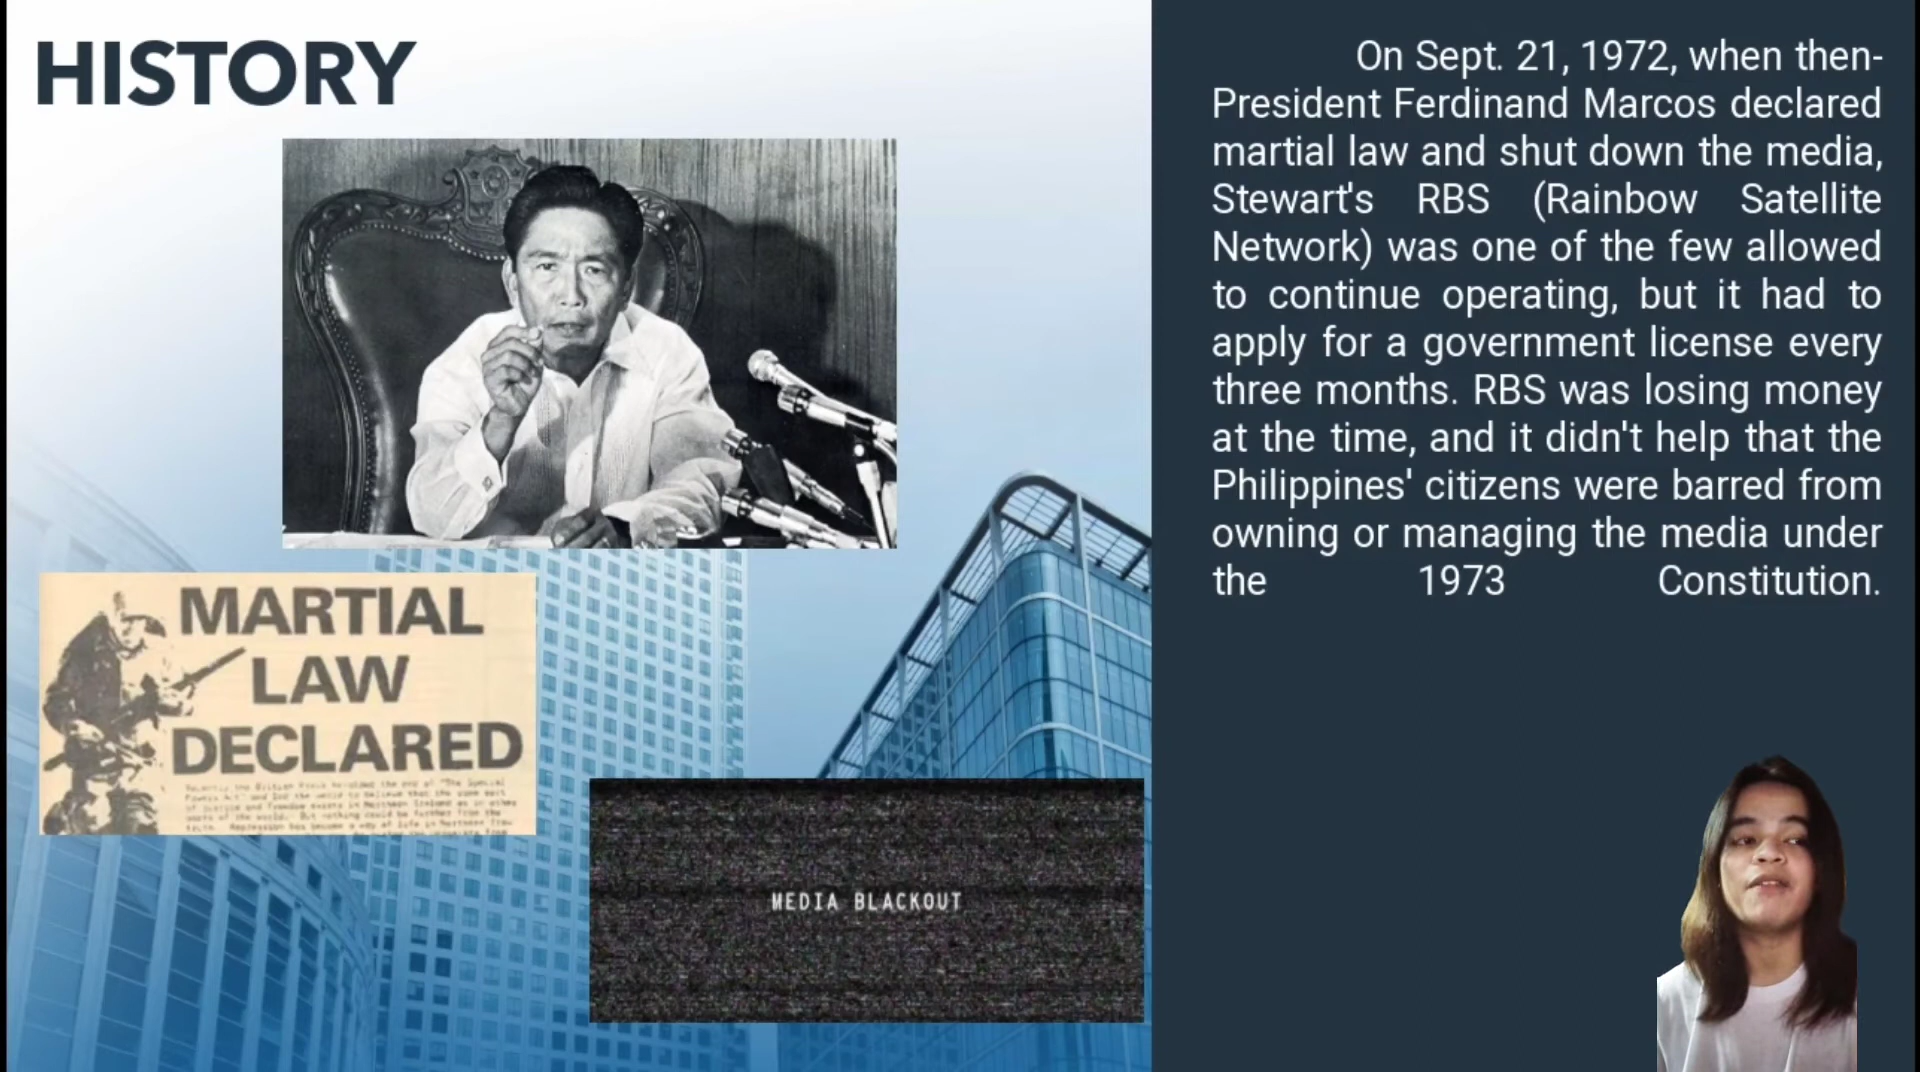 HISTORY
On Sept. 21, 1972, when then-
President Ferdinand Marcos declared
martial law and shut down the media,
Stewart's RBS (Rainbow Satellite
Network) was one of the few allowed
to continue operating, but it had to
apply for a government license every
three months. RBS was losing money
at the time, and it didn't help that the
Philippines' citizens were barred from
owning or managing the media under
the 1973 Constitution.
MARTIAL
LAW
DECLARED
MEDIA BLACKOUT